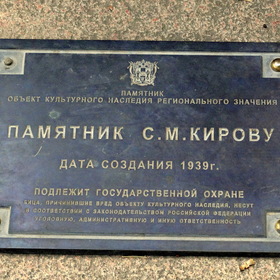 ПАМЯТНИК
ОБЪЕКТ КУЛЬТУРНОГО НАСЛЕДИЯ РЕГИОНАЛЬНОГО ЗНАЧЕНИЯ
ПАМЯТНИК С.М.КИРОВУ
ДАТА СОЗДАНИЯ 1939г.
ПОДЛЕЖИТ ГОСУДАРСТВЕННОЙ ОХРАНЕ
ЛИЦА, ПРИЧИНИВШИЕ ВРЕД ОБЪЕКТУ КУЛЬТУРНОГО НАСЛЕДИЯ, НЕСУТ
В СООТВЕТСТВИИ С ЗАКОНОДАТЕЛЬСТВОМ РОССИЙСКОЙ ФЕДЕРАЦИИ
УГОЛОВНУЮ, АДМИНИСТРАТИВНУЮ И ИНУЮ ОТВЕТСТВЕННОСТЬ